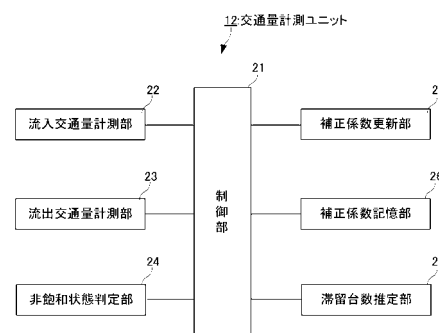 12:交通量計測ユニット
21
22
流入交通量計測部
23
流出交通量計測部
24
非飽和状態判定部
制御部
2
補正係数更新部
26
補正係数記憶部
2
滞留台数推定部